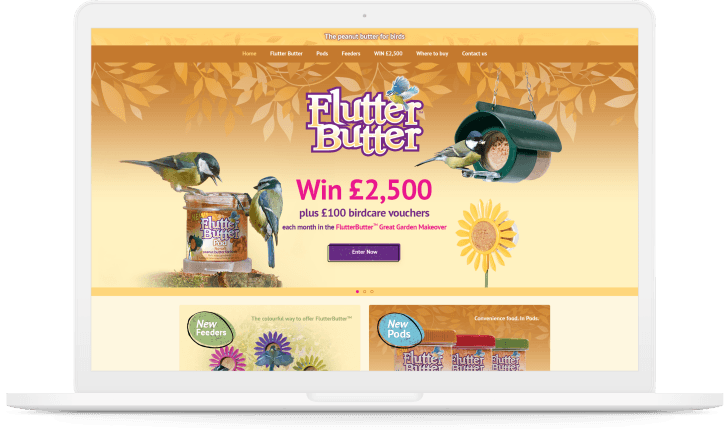 The peanut butter for birds
Home Flutter Butter Pods Feeders WIN £2,500 Where to buy Contact us
Flutter
Butter
Win £2,500
plus £100 birdcare vouchers
each month in the FlutterButter™ Great Garden Makeover
Enter Now
NEW
Flutter
Butter
Pod
New
Feeders
The colourful way to offer FlutterButter™
New
Pods
Convenience food. In Pods.
Flutter
Butter
Flutter
Butter
Flutter
Butter